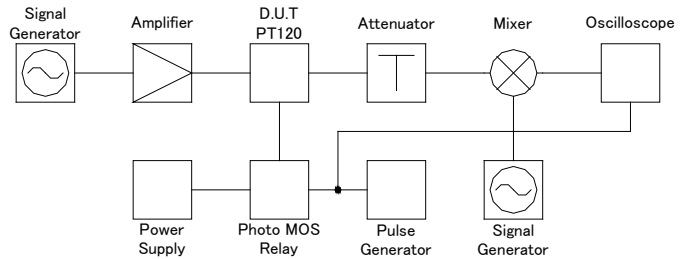 Signal
Generator
Amplifier
D.U.T
PT120
Attenuator
Mixer
Oscilloscope
Power
Supply
Photo MOS
Relay
Pulse
Generator
Signal
Generator